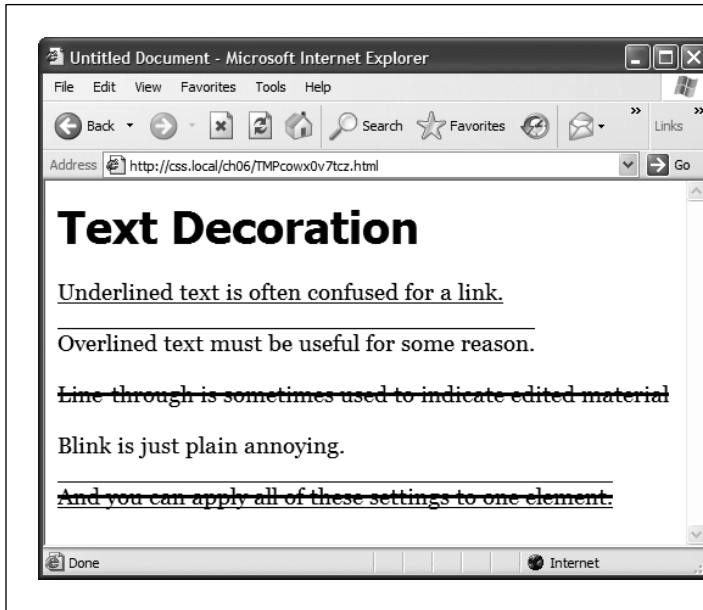 Untitled Document - Microsoft Internet Explorer
File Edit View Favorites Tools Help
Back Search Favorites » Links »
Address http://css.local/ch06/TMPcowx0v7tcz.html Go
Text Decoration
Underlined text is often confused for a link.
Overlined text must be useful for some reason.
Line-through is sometimes used to indicate edited material
Blink is just plain annoying.
And you can apply all of these settings to one element.
Done Internet